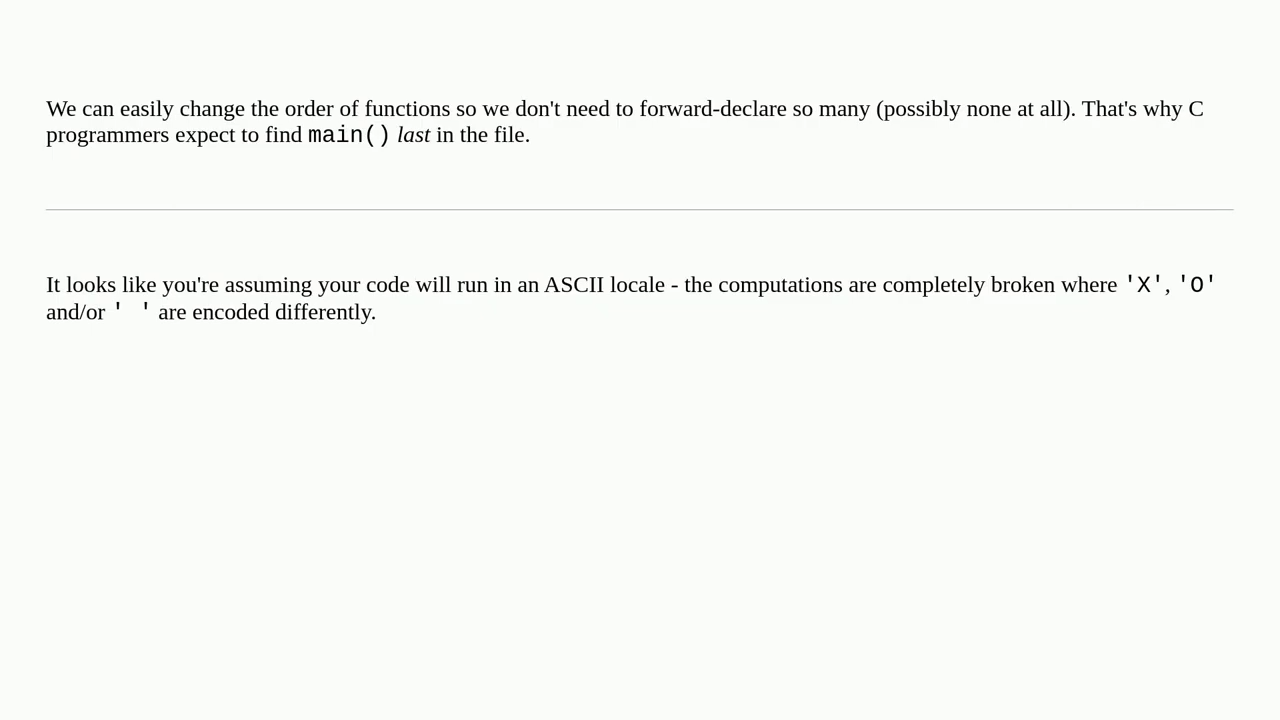 We can easily change the order of functions so we don't need to forward-declare so many (possibly none at all). That's why C
programmers expect to find main() last in the file.
It looks like you're assuming your code will run in an ASCII locale - the computations are completely broken where 'X', 'O'
and/or ' ' are encoded differently.